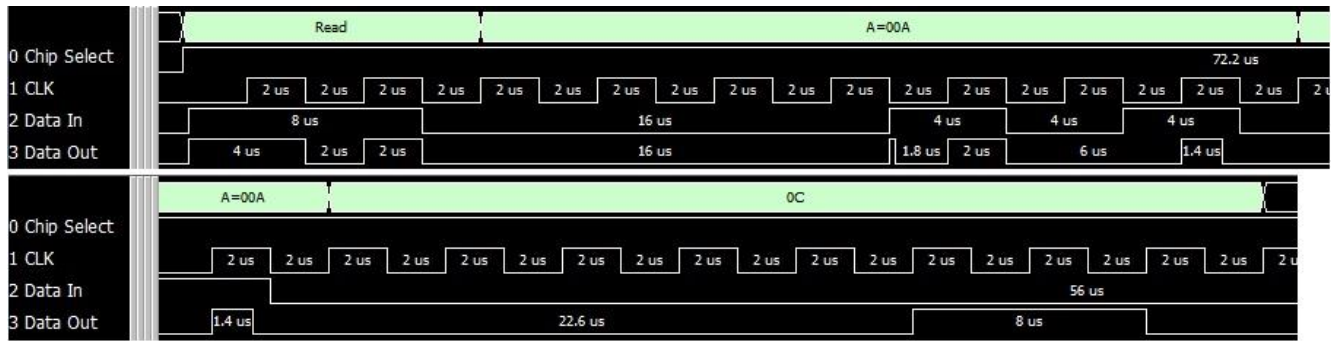 Read A=00A
0 Chip Select 72.2 us
1 CLK 2 us 2 us 2 us 2 us 2 us 2 us 2 us 2 us 2 us 2 us 2 us 2 us 2 us 2 us 2 us 2 us 2 us 2 us
2 Data In 8 us 16 us 4 us 4 us 4 us
3 Data Out 4 us 2 us 2 us 16 us 1.8 us 2 us 6 us 1.4 us
A=00A 0C
0 Chip Select
1 CLK 2 us 2 us 2 us 2 us 2 us 2 us 2 us 2 us 2 us 2 us 2 us 2 us 2 us 2 us 2 us 2 us 2 us 2 us
2 Data In 56 us
3 Data Out 1.4 us 22.6 us 8 us